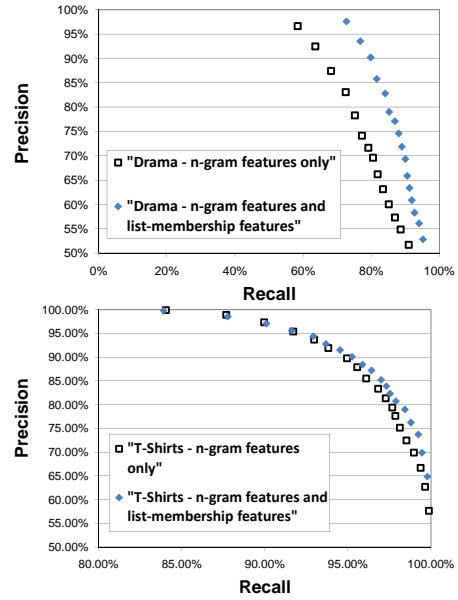 100%
95%
90%
85%
80%
75%
70%
65%
60%
55%
50%
Precision
"Drama - n-gram features only"
"Drama - n-gram features and
list-membership features"
0% 20% 40% 60% 80% 100%
Recall
100.00%
95.00%
90.00%
85.00%
80.00%
75.00%
70.00%
65.00%
60.00%
55.00%
50.00%
Precision
"T-Shirts - n-gram features
only"
"T-Shirts - n-gram features and
list-membership features"
80.00% 85.00% 90.00% 95.00% 100.00%
Recall